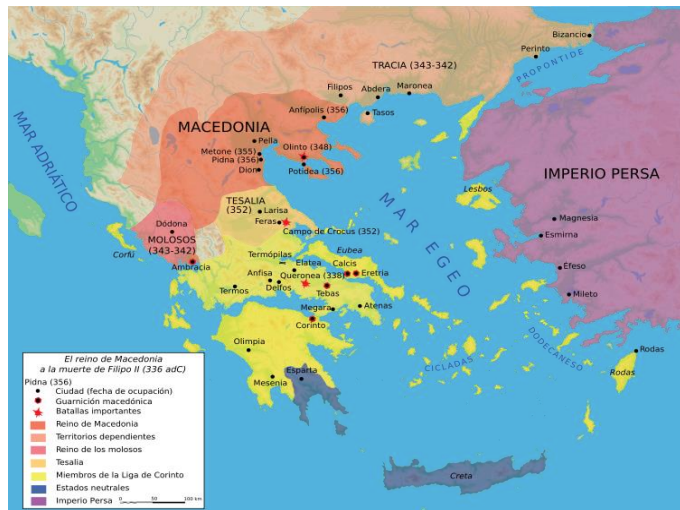 Bizancio
Perinto
PROPONTIDE
TRACIA (343-342)
Filipos
Abdera
Maronea
Anfípolis (356)
Tasos
MAR ADRIÁTICO
MACEDONIA
Pella
Metone (355)
Olinto (348)
Pidna (356)
Dion
Potidea (356)
IMPERIO PERSA
TESALIA
(352)
Larisa
Feras
Campo de Crocus (352)
Lesbos
MAR EGEO
Magnesia
Esmirna
Éfeso
Mileto
Dódona
MOLOSOS
(343-342)
Corfú
Ambracia
Termópilas
Eubea
Elatea
Calcis
Anfisa
Queronea (338)
Eretria
Delfos
Termos
Tebas
Megara
Atenas
Corinto
Olimpia
Esparta
Mesenia
CICLADAS
DODECANESO
Rodas
Rodas
Creta
El reino de Macedonia
a la muerte de Filipo II (336 adC)
Pidna (356)
Ciudad (fecha de ocupación)
Guarnición macedónica
Batallas importantes
Reino de Macedonia
Territorios dependientes
Reino de los molosos
Tesalia
Miembros de la Liga de Corinto
Estados neutrales
Imperio Persa
0 50 100 km